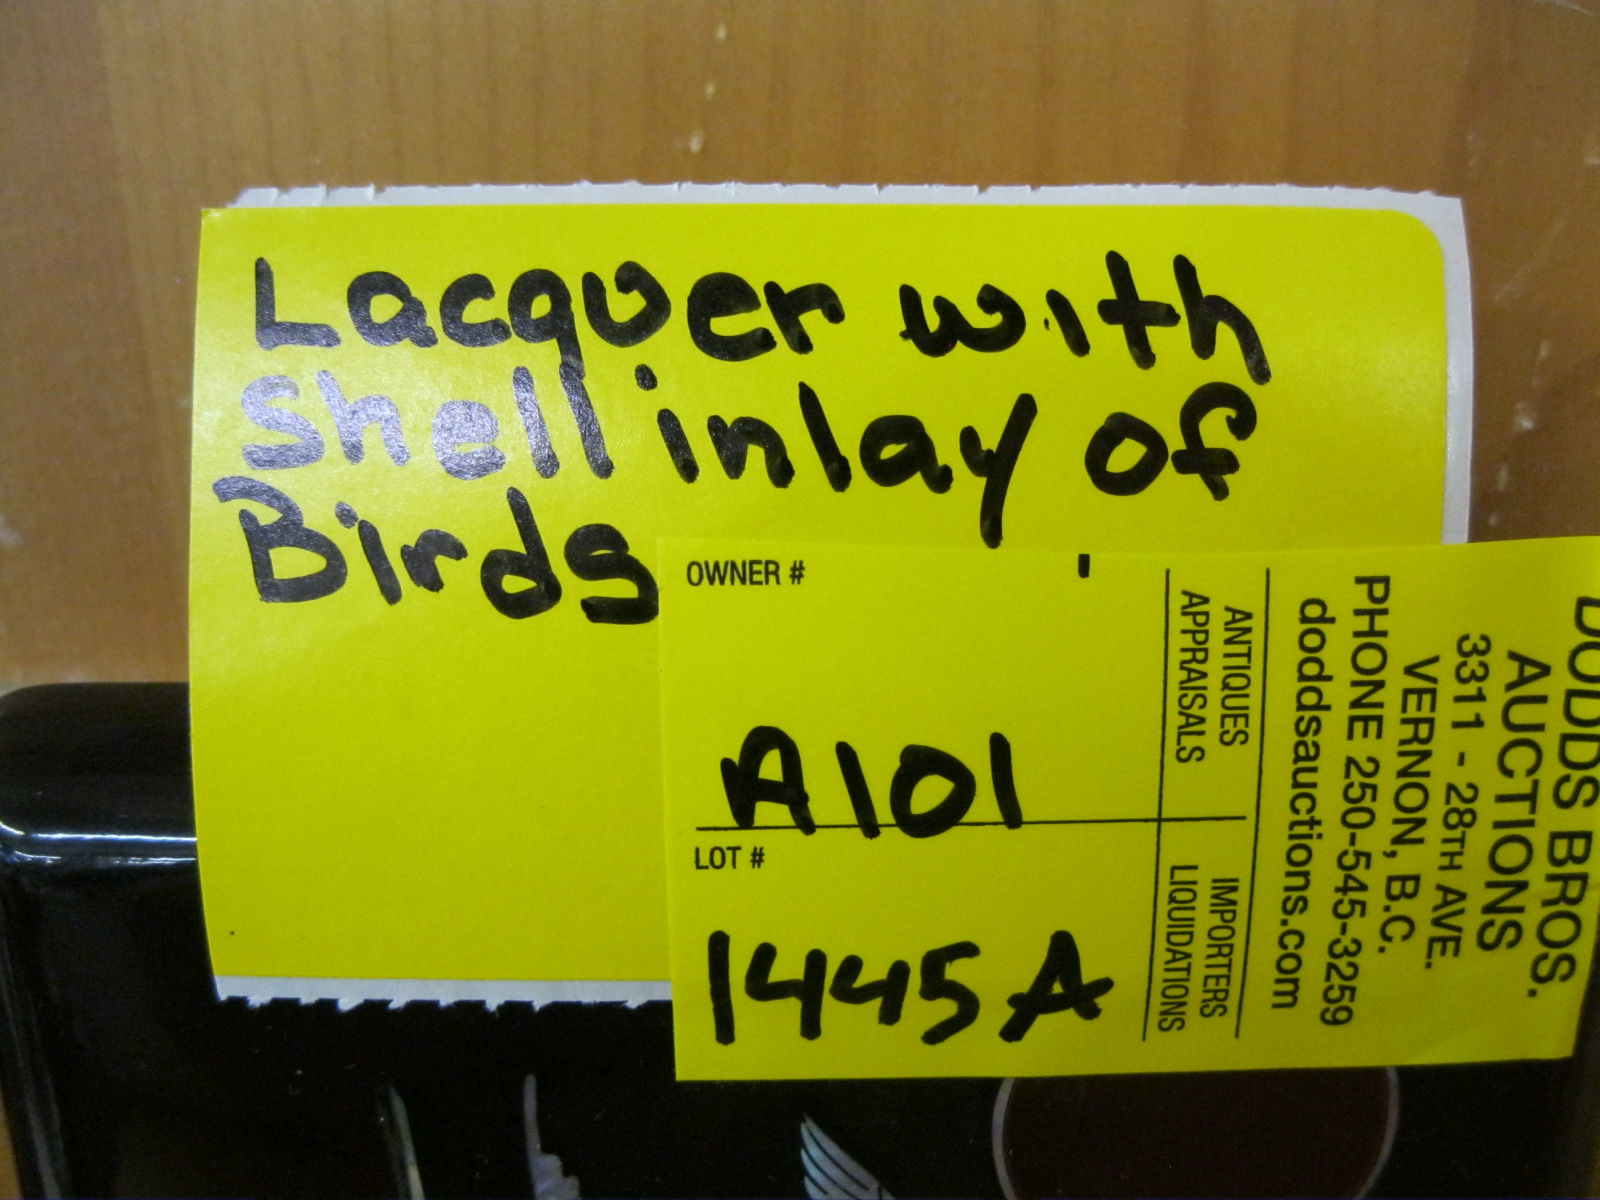 Lacquer with
shell inlay of
Birds
OWNER #
A101
LOT #
1445A
ANTIQUES
APPRAISALS
IMPORTERS
LIQUIDATIONS
DODDS BROS.
AUCTIONS
3311 - 28TH AVE.
VERNON, B.C.
PHONE 250-545-3259
doddsauctions.com